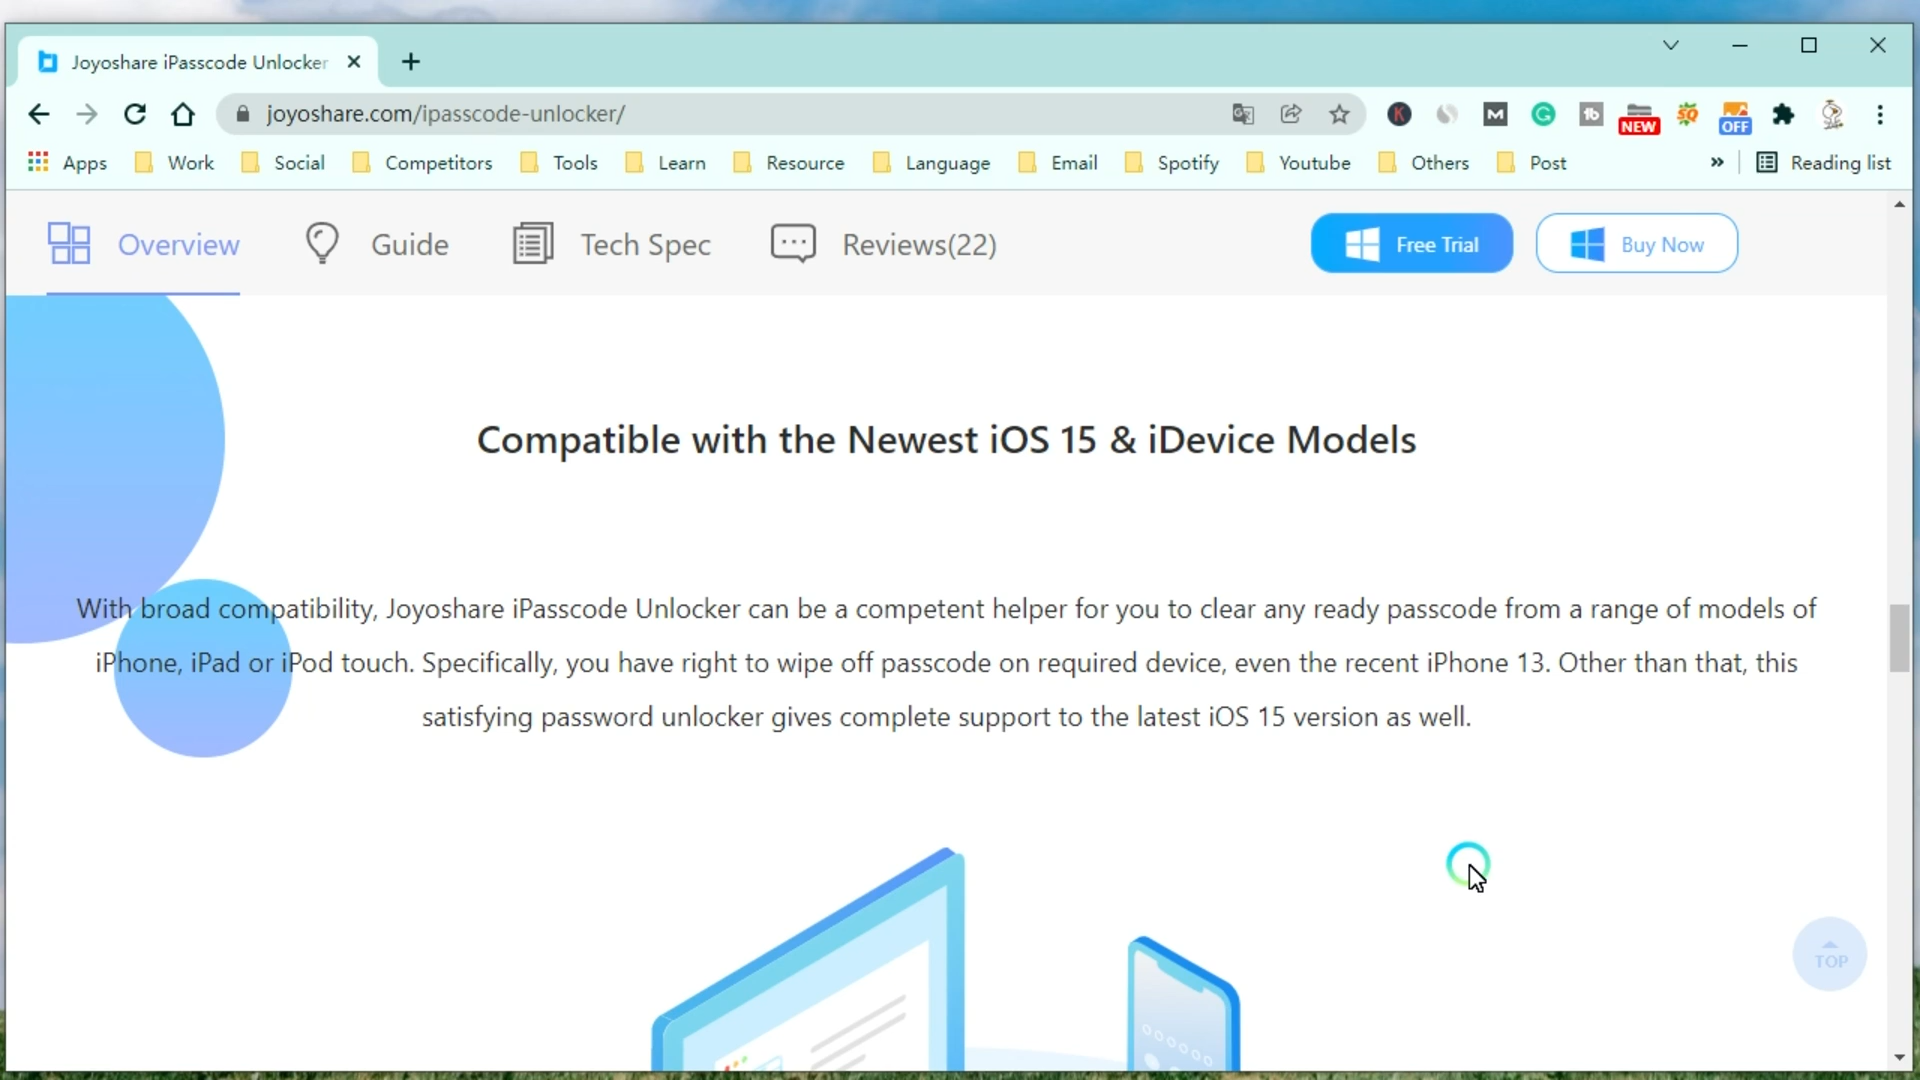 Joyoshare iPasscode Unlocker
joyoshare.com/ipasscode-unlocker/
NEW
SQ
OFF
Apps Work Social Competitors Tools Learn Resource Language Email Spotify Youtube Others Post » Reading list
Overview Guide Tech Spec Reviews(22) Free Trial Buy Now
Compatible with the Newest iOS 15 & iDevice Models
With broad compatibility, Joyoshare iPasscode Unlocker can be a competent helper for you to clear any ready passcode from a range of models of
iPhone, iPad or iPod touch. Specifically, you have right to wipe off passcode on required device, even the recent iPhone 13. Other than that, this
satisfying password unlocker gives complete support to the latest iOS 15 version as well.
TOP